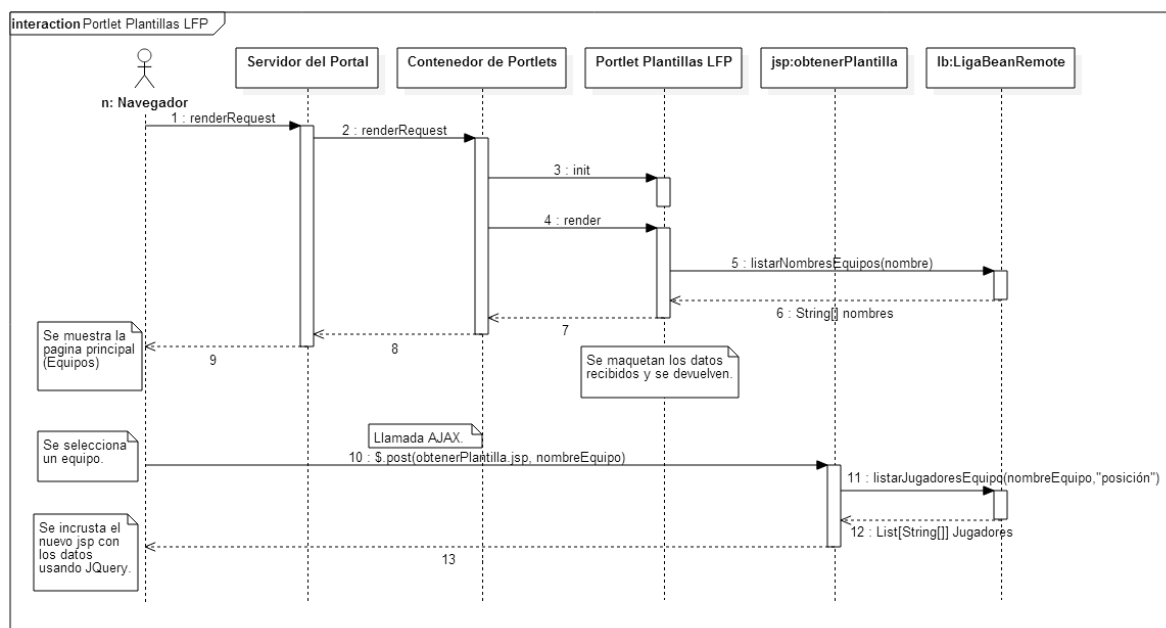 interaction Portlet Plantillas LFP
Servidor del Portal
Contenedor de Portlets
Portlet Plantillas LFP
jsp:obtenerPlantilla
lb:LigaBeanRemote
n: Navegador
1 : renderRequest
2 : renderRequest
3 : init
4 : render
5 : listarNombresEquipos(nombre)
6 : String[] nombres
7
8
9
Se muestra la
pagina principal
(Equipos)
Se maquetan los datos
recibidos y se devuelven.
Se selecciona
un equipo.
Llamada AJAX.
10 : $.post(obtenerPlantilla.jsp, nombreEquipo)
11 : listarJugadoresEquipo(nombreEquipo,"posición")
12 : List[String[]] Jugadores
13
Se incrusta el
nuevo jsp con
los datos
usando JQuery.